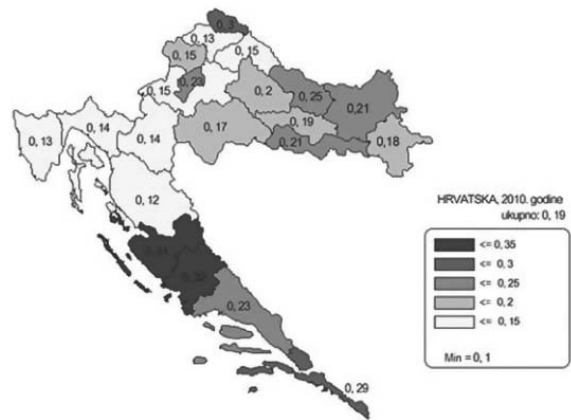 0, 3
0, 13
0, 15
0, 15
0, 23
0, 15
0, 2
0, 25
0, 21
0, 17
0, 19
0, 21
0, 18
0, 13
0, 14
0, 14
0, 12
0, 23
0, 29
HRVATSKA, 2010. godine
ukupno: 0, 19
<= 0, 35
<= 0, 3
<= 0, 25
<= 0, 2
<= 0, 15
Min = 0, 1